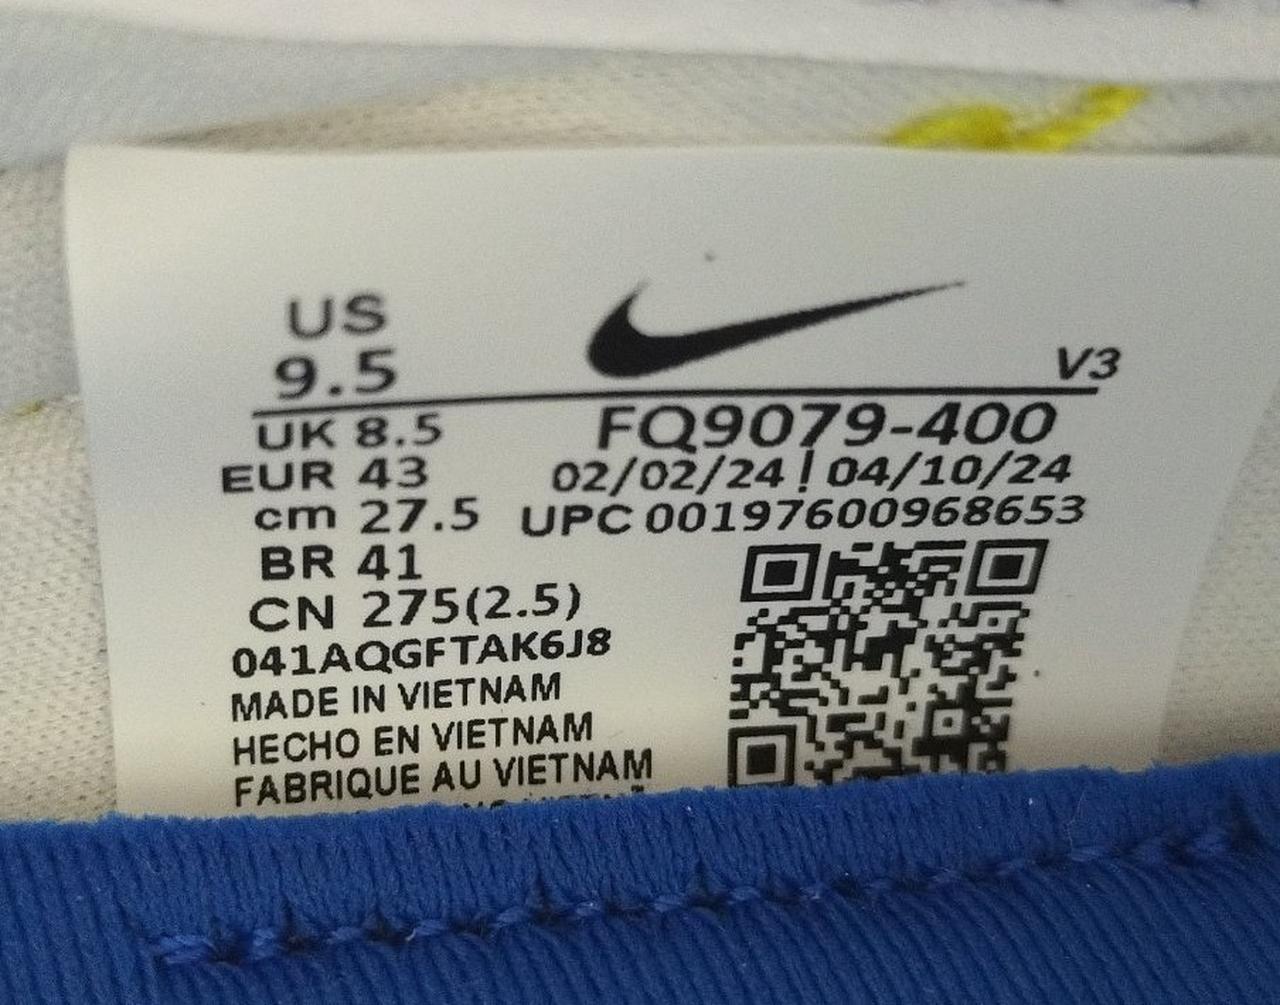 US
9.5
V3
UK 8.5
FQ9079-400
EUR 43
02/02/24 | 04/10/24
cm 27.5
UPC 00197600968653
BR 41
CN 275(2.5)
041AQGFTAK6J8
MADE IN VIETNAM
HECHO EN VIETNAM
FABRIQUE AU VIETNAM